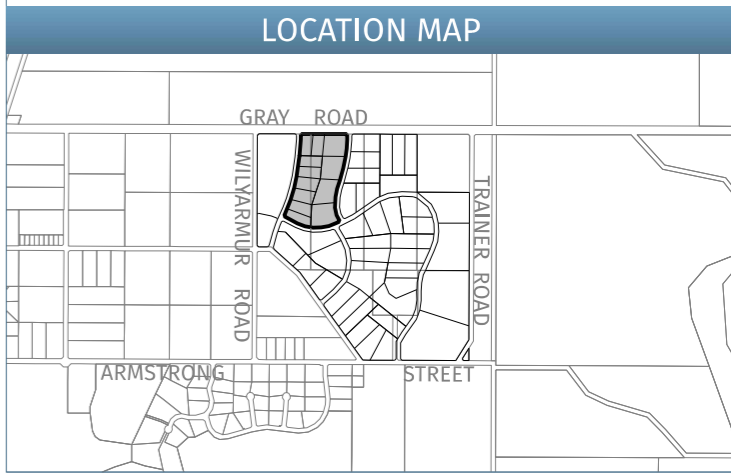 LOCATION MAP
GRAY ROAD
WILYARMUR ROAD
TRAINER ROAD
ARMSTRONG STREET